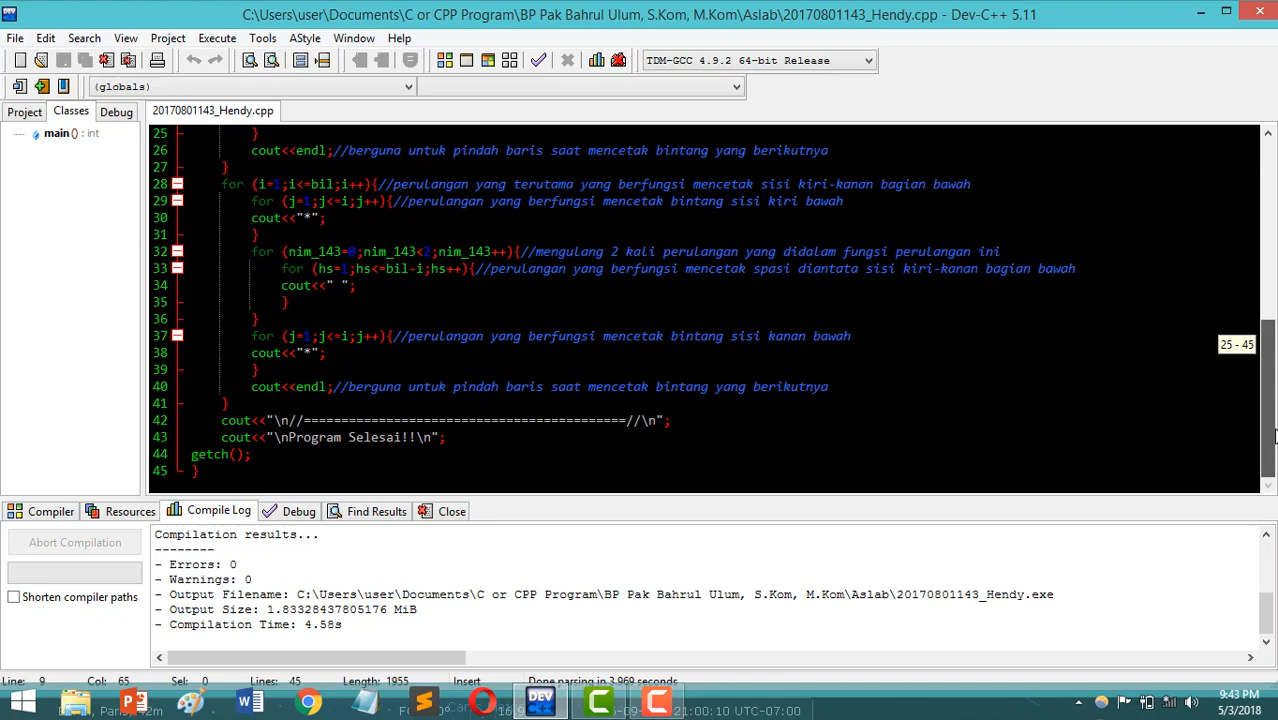 C:\Users\user\Documents\C or CPP Program\BP Pak Bahrul Ulum, S.Kom, M.Kom\Aslab\20170801143_Hendy.cpp - Dev-C++ 5.11
File Edit Search View Project Execute Tools AStyle Window Help
TDM-GCC 4.9.2 64-bit Release
(globals)
Project Classes Debug 20170801143_Hendy.cpp
main () : int
25 }
26 cout<<endl;//berguna untuk pindah baris saat mencetak bintang yang berikutnya
27 }
28 for (i=1;i<=bil;i++){//perulangan yang terutama yang berfungsi mencetak sisi kiri-kanan bagian bawah
29 for (j=1;j<=i;j++){//perulangan yang berfungsi mencetak bintang sisi kiri bawah
30 cout<<"*";
31 }
32 for (nim_143=0;nim_143<2;nim_143++){//mengulang 2 kali perulangan yang didalam fungsi perulangan ini
33 for (hs=1;hs<=bil-i;hs++){//perulangan yang berfungsi mencetak spasi diantata sisi kiri-kanan bagian bawah
34 cout<<" ";
35 }
36 }
37 for (j=1;j<=i;j++){//perulangan yang berfungsi mencetak bintang sisi kanan bawah
38 cout<<"*";
39 }
40 cout<<endl;//berguna untuk pindah baris saat mencetak bintang yang berikutnya
41 }
42 cout<<"\n//===========================================//\n";
43 cout<<"\nProgram Selesai!!\n";
44 getch();
45 }
25 - 45
Compiler Resources Compile Log Debug Find Results Close
Abort Compilation
Shorten compiler paths
Compilation results...
--------
- Errors: 0
- Warnings: 0
- Output Filename: C:\Users\user\Documents\C or CPP Program\BP Pak Bahrul Ulum, S.Kom, M.Kom\Aslab\20170801143_Hendy.exe
- Output Size: 1.83328437805176 MiB
- Compilation Time: 4.58s
Line: 9 Col: 65 Sel: 0 Lines: 45 Length: 1955 Insert Done parsing in 3.969 seconds
21:00:10 UTC-07:00
9:43 PM
5/3/2018